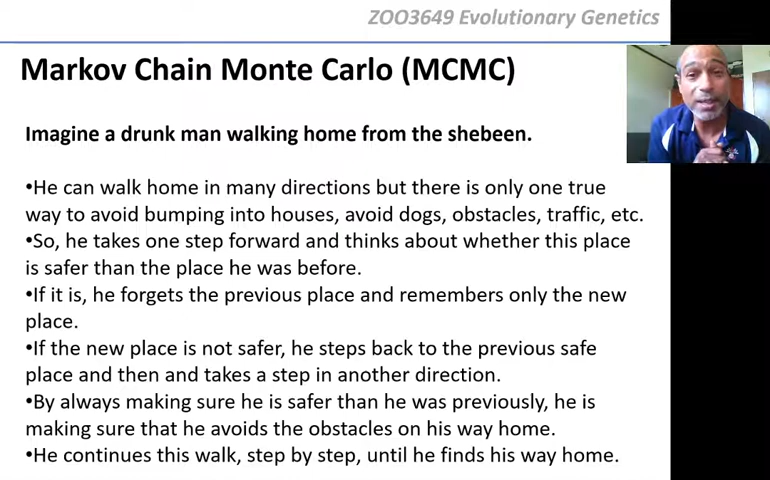 ZOO3649 Evolutionary Genetics
Markov Chain Monte Carlo (MCMC)
Imagine a drunk man walking home from the shebeen.
•He can walk home in many directions but there is only one true
way to avoid bumping into houses, avoid dogs, obstacles, traffic, etc.
•So, he takes one step forward and thinks about whether this place
is safer than the place he was before.
•If it is, he forgets the previous place and remembers only the new
place.
•If the new place is not safer, he steps back to the previous safe
place and then and takes a step in another direction.
•By always making sure he is safer than he was previously, he is
making sure that he avoids the obstacles on his way home.
•He continues this walk, step by step, until he finds his way home.